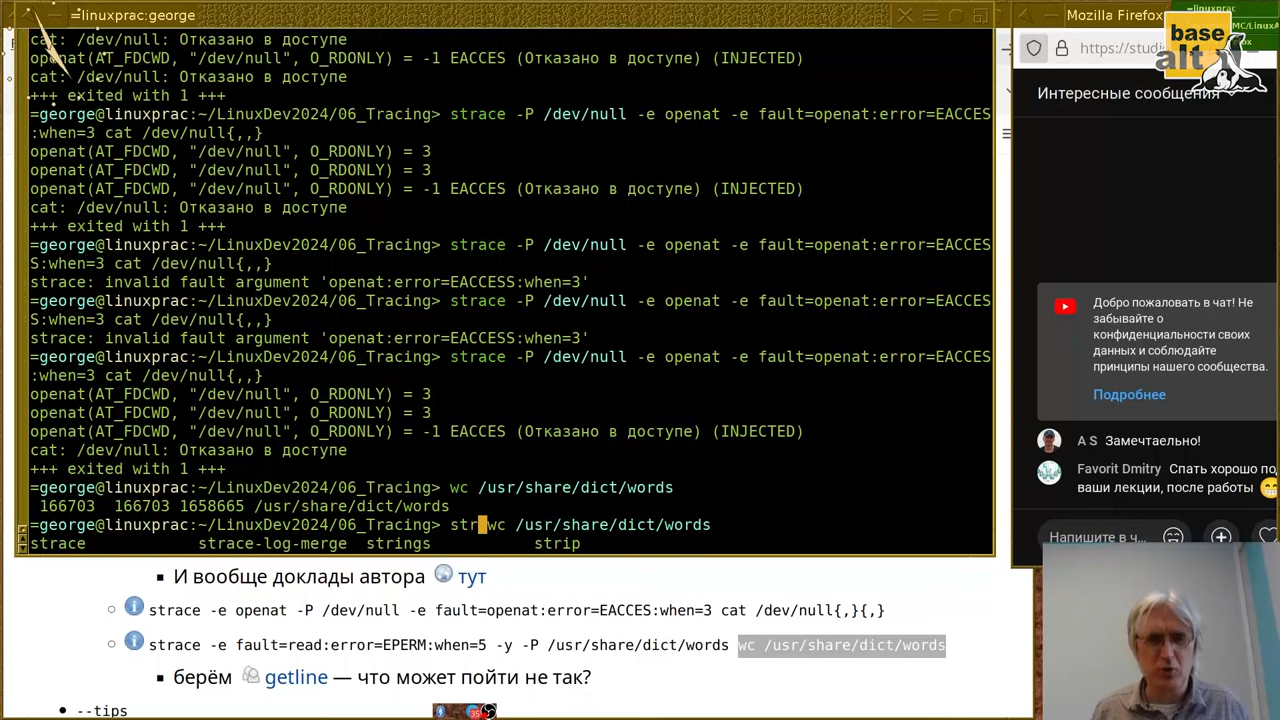 =linuxprac:george
cat: /dev/null: Отказано в доступе
openat(AT_FDCWD, "/dev/null", O_RDONLY) = -1 EACCES (Отказано в доступе) (INJECTED)
cat: /dev/null: Отказано в доступе
+++ exited with 1 +++
=george@linuxprac:~/LinuxDev2024/06_Tracing> strace -P /dev/null -e openat -e fault=openat:error=EACCES
:when=3 cat /dev/null{,,}
openat(AT_FDCWD, "/dev/null", O_RDONLY) = 3
openat(AT_FDCWD, "/dev/null", O_RDONLY) = 3
openat(AT_FDCWD, "/dev/null", O_RDONLY) = -1 EACCES (Отказано в доступе) (INJECTED)
cat: /dev/null: Отказано в доступе
+++ exited with 1 +++
=george@linuxprac:~/LinuxDev2024/06_Tracing> strace -P /dev/null -e openat -e fault=openat:error=EACCES
S:when=3 cat /dev/null{,,}
strace: invalid fault argument 'openat:error=EACCESS:when=3'
=george@linuxprac:~/LinuxDev2024/06_Tracing> strace -P /dev/null -e openat -e fault=openat:error=EACCES
S:when=3 cat /dev/null{,,}
strace: invalid fault argument 'openat:error=EACCESS:when=3'
=george@linuxprac:~/LinuxDev2024/06_Tracing> strace -P /dev/null -e openat -e fault=openat:error=EACCES
:when=3 cat /dev/null{,,}
openat(AT_FDCWD, "/dev/null", O_RDONLY) = 3
openat(AT_FDCWD, "/dev/null", O_RDONLY) = 3
openat(AT_FDCWD, "/dev/null", O_RDONLY) = -1 EACCES (Отказано в доступе) (INJECTED)
cat: /dev/null: Отказано в доступе
+++ exited with 1 +++
=george@linuxprac:~/LinuxDev2024/06_Tracing> wc /usr/share/dict/words
166703 166703 1658665 /usr/share/dict/words
=george@linuxprac:~/LinuxDev2024/06_Tracing> str wc /usr/share/dict/words
strace strace-log-merge strings strip
И вообще доклады автора тут
strace -e openat -P /dev/null -e fault=openat:error=EACCES:when=3 cat /dev/null{,}{,}
strace -e fault=read:error=EPERM:when=5 -y -P /usr/share/dict/words wc /usr/share/dict/words
берём getline — что может пойти не так?
--tips
Mozilla Firefox
=linuxprac
base
alt
https://studi
Интересные сообщения
Добро пожаловать в чат! Не
забывайте о
конфиденциальности своих
данных и соблюдайте
принципы нашего сообщества.
Подробнее
A S Замечтаельно!
Favorit Dmitry Спать хорошо по
ваши лекции, после работы
Напишите в ч...